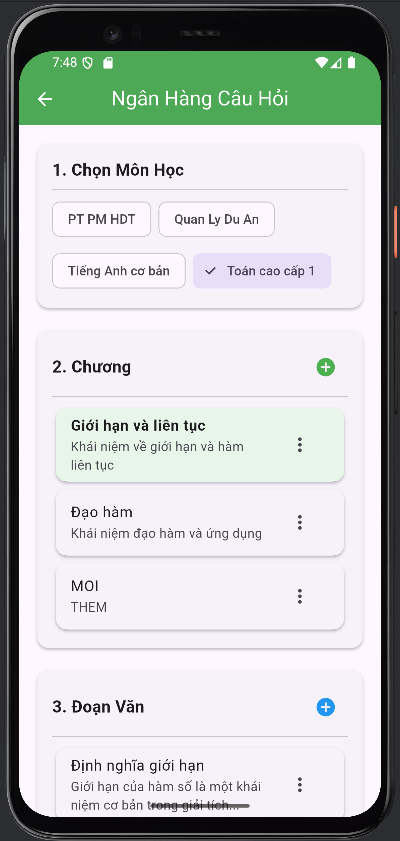 7:48
Ngân Hàng Câu Hỏi
1. Chọn Môn Học
PT PM HDT
Quan Ly Du An
Tiếng Anh cơ bản
Toán cao cấp 1
2. Chương
Giới hạn và liên tục
Khái niệm về giới hạn và hàm
liên tục
Đạo hàm
Khái niệm đạo hàm và ứng dụng
MOI
THEM
3. Đoạn Văn
Định nghĩa giới hạn
Giới hạn của hàm số là một khái
niệm cơ bản trong giải tích...